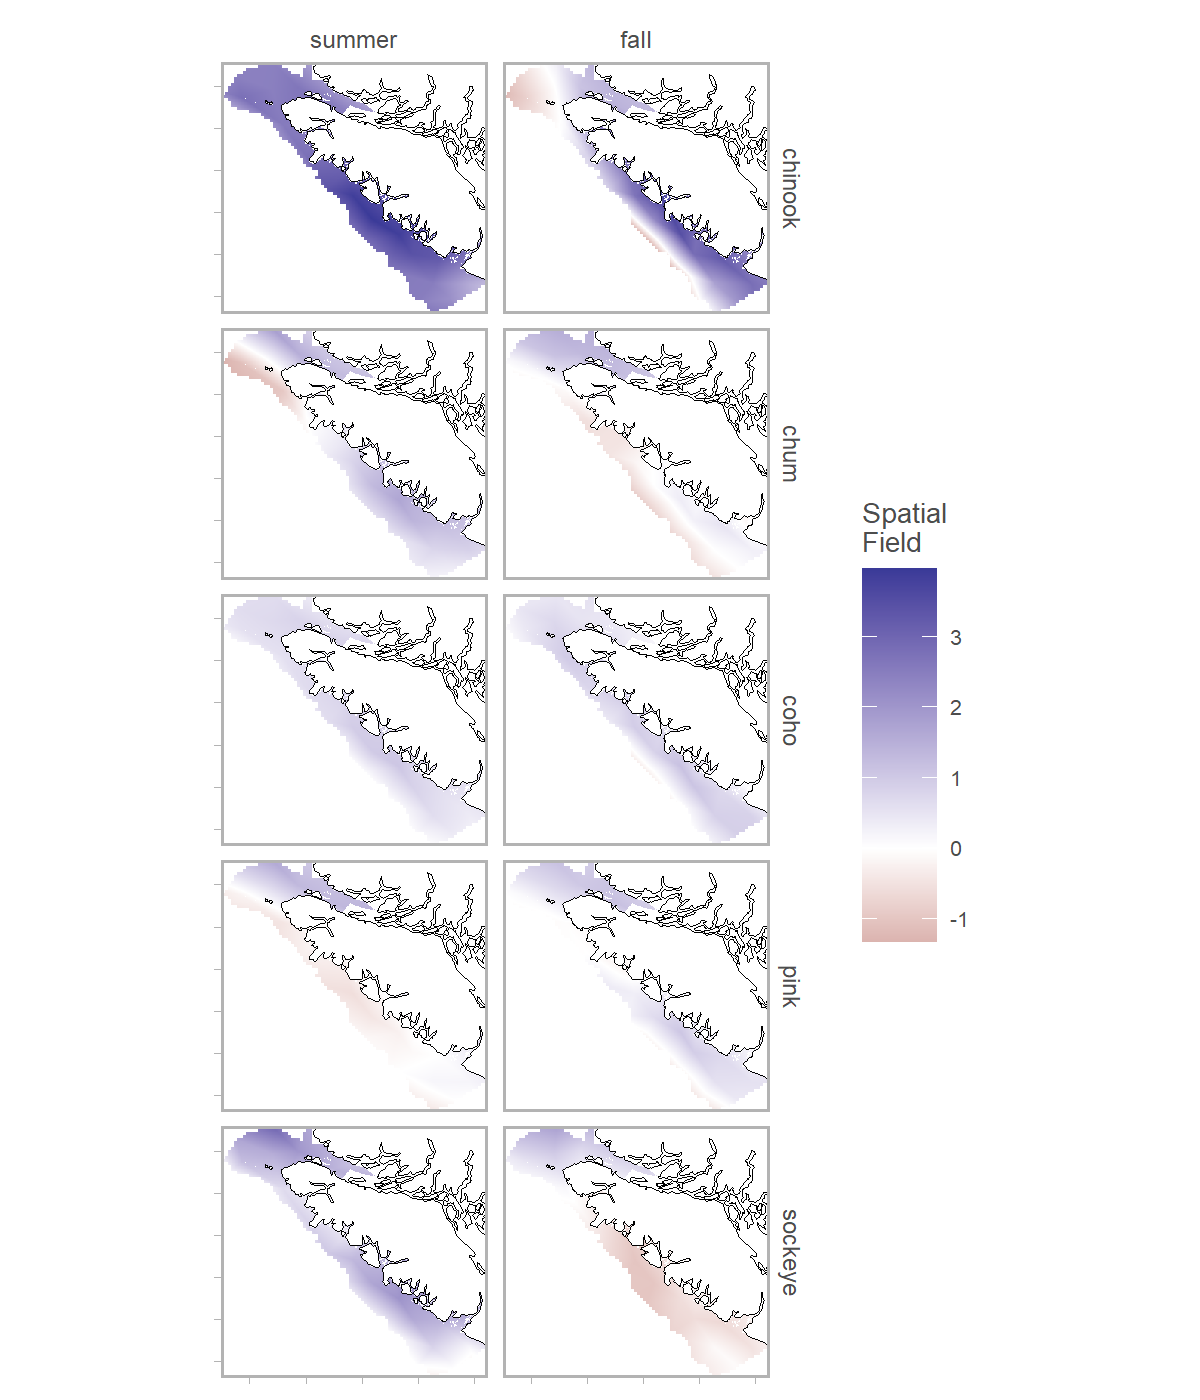 summer
fall
chinook
chum
coho
pink
sockeye
Spatial
Field
3
2
1
0
-1